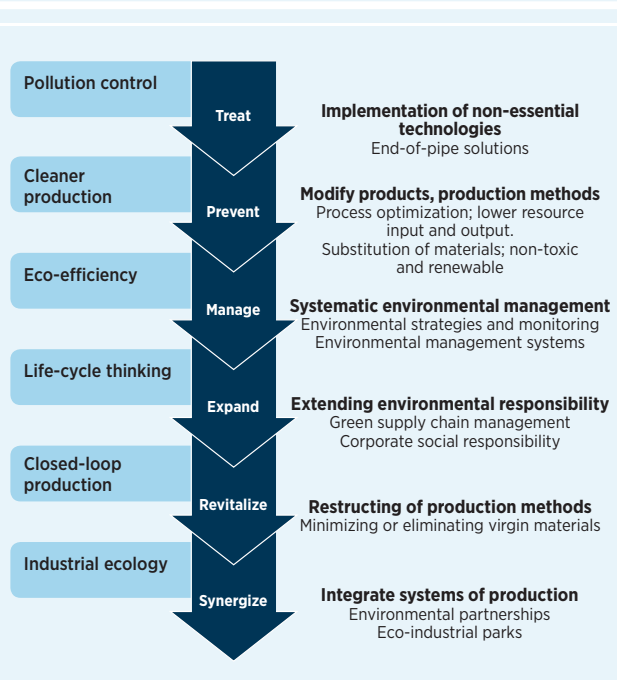 Pollution control
Treat
Implementation of non-essential
technologies
End-of-pipe solutions
Cleaner
production
Prevent
Modify products, production methods
Process optimization; lower resource
input and output.
Substitution of materials; non-toxic
and renewable
Eco-efficiency
Manage
Systematic environmental management
Environmental strategies and monitoring
Environmental management systems
Life-cycle thinking
Expand
Extending environmental responsibility
Green supply chain management
Corporate social responsibility
Closed-loop
production
Revitalize
Restructing of production methods
Minimizing or eliminating virgin materials
Industrial ecology
Synergize
Integrate systems of production
Environmental partnerships
Eco-industrial parks